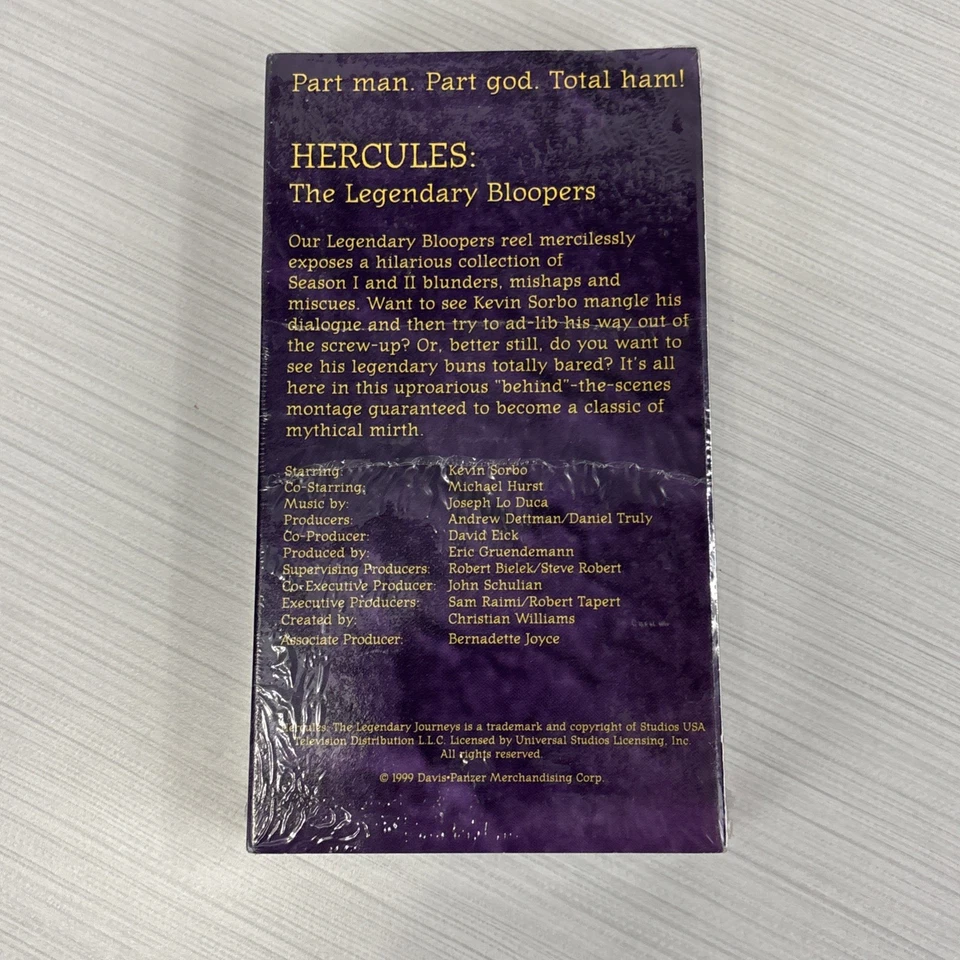 Part man. Part god. Total ham!
HERCULES:
The Legendary Bloopers
Our Legendary Bloopers reel mercilessly
exposes a hilarious collection of
Season I and II blunders, mishaps and
miscues. Want to see Kevin Sorbo mangle his
dialogue and then try to ad-lib his way out of
the screw-up? Or, better still, do you want to
see his legendary buns totally bared? It's all
here in this uproarious "behind"-the-scenes
montage guaranteed to become a classic of
mythical mirth.
Starring: Kevin Sorbo
Co-Starring: Michael Hurst
Music by: Joseph Lo Duca
Producers: Andrew Dettman/Daniel Truly
Co-Producer: David Eick
Produced by: Eric Gruendemann
Supervising Producers: Robert Bielek/Steve Robert
Co-Executive Producer: John Schulian
Executive Producers: Sam Raimi/Robert Tapert
Created by: Christian Williams
Associate Producer: Bernadette Joyce
Hercules: The Legendary Journeys is a trademark and copyright of Studios USA
Television Distribution L.L.C. Licensed by Universal Studios Licensing, Inc.
All rights reserved.
© 1999 Davis•Panzer Merchandising Corp.